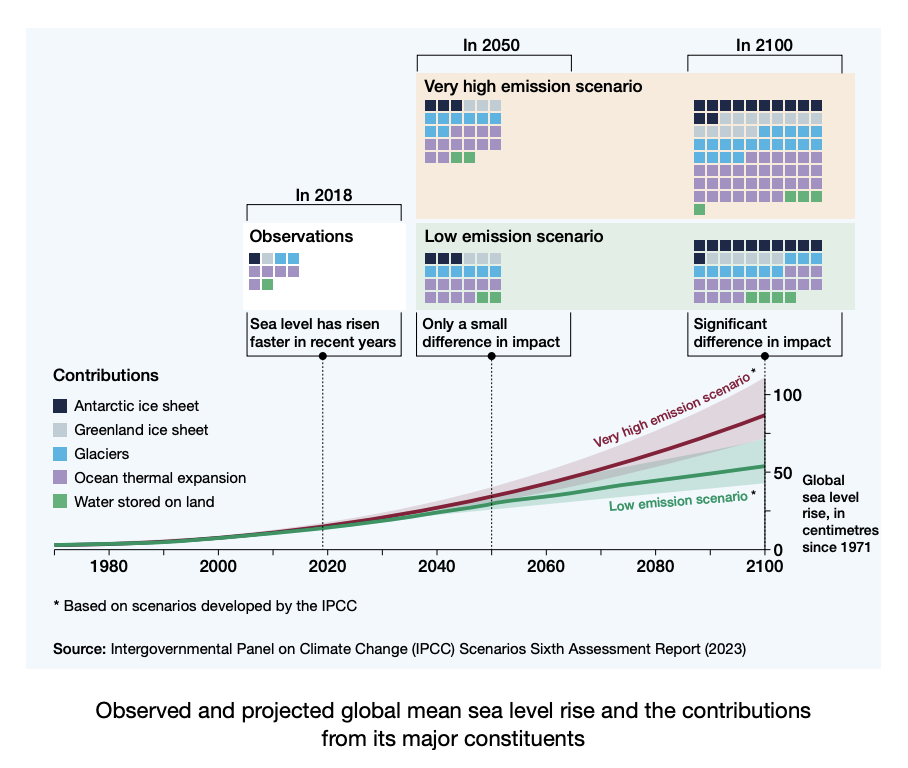 In 2050
In 2100
Very high emission scenario
In 2018
Observations
Low emission scenario
Sea level has risen
faster in recent years
Only a small
difference in impact
Significant
difference in impact
Contributions
Antarctic ice sheet
Greenland ice sheet
Glaciers
Ocean thermal expansion
Water stored on land
Very high emission scenario *
Low emission scenario *
100
50
0
Global
sea level
rise, in
centimetres
since 1971
1980
2000
2020
2040
2060
2080
2100
* Based on scenarios developed by the IPCC
Source: Intergovernmental Panel on Climate Change (IPCC) Scenarios Sixth Assessment Report (2023)
Observed and projected global mean sea level rise and the contributions
from its major constituents